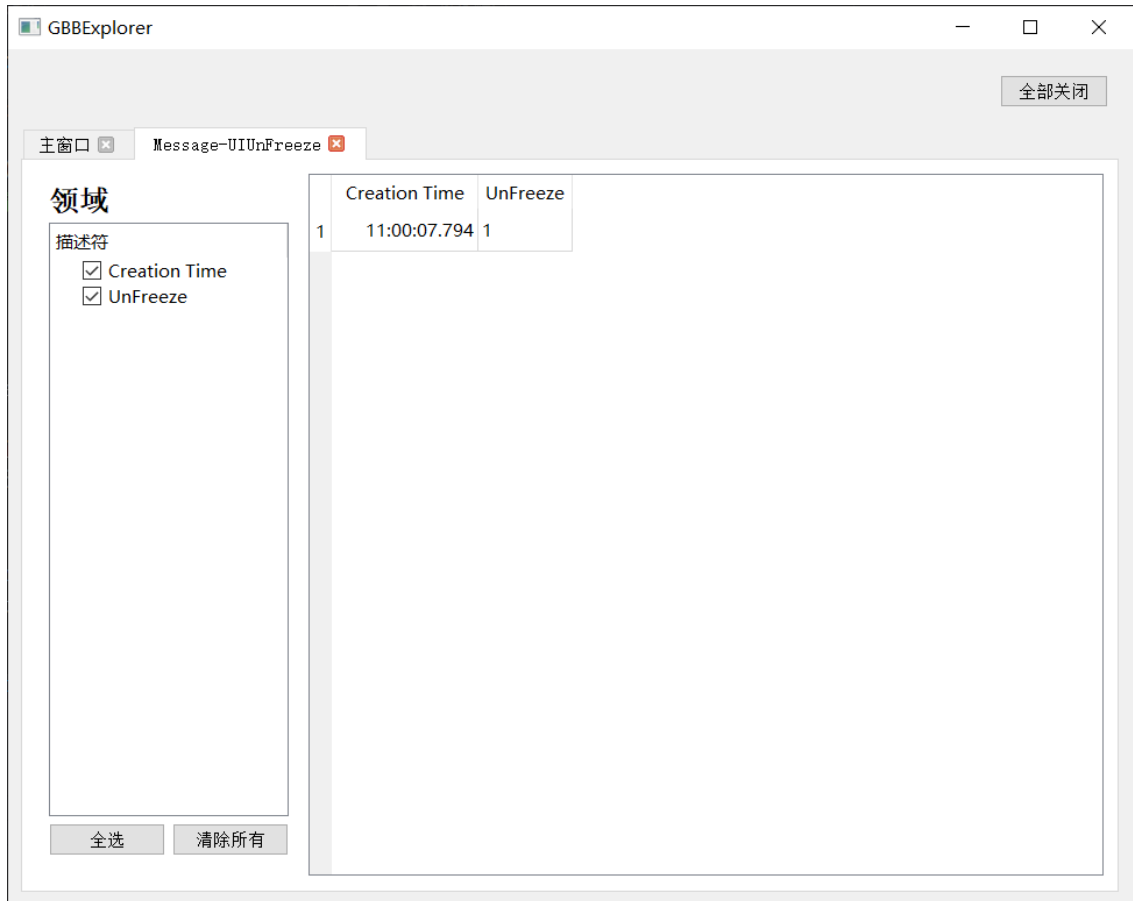 GBBExplorer
全部关闭
主窗口
Message-UIUnFreeze
领域
描述符
Creation Time
UnFreeze
Creation Time UnFreeze
1 11:00:07.794 1
全选
清除所有